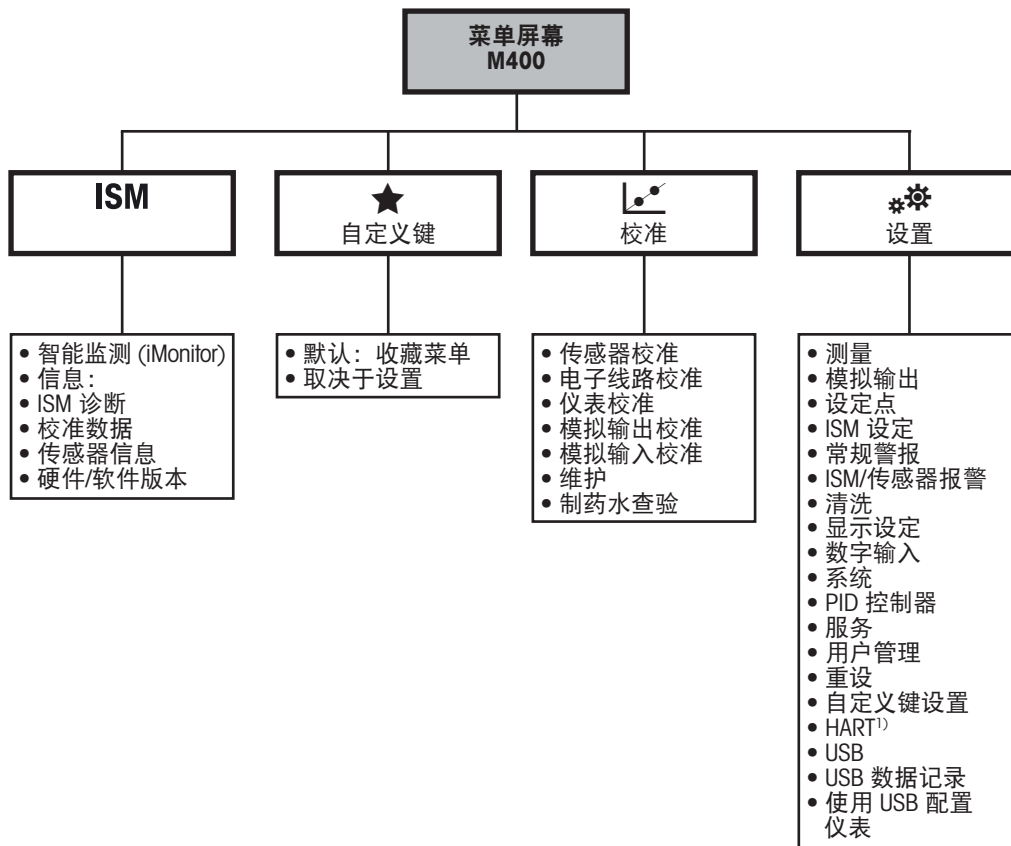 菜单屏幕
M400
ISM
自定义键
校准
设置
• 智能监测 (iMonitor)
• 信息：
• ISM 诊断
• 校准数据
• 传感器信息
• 硬件/软件版本
• 默认：收藏菜单
• 取决于设置
• 传感器校准
• 电子线路校准
• 仪表校准
• 模拟输出校准
• 模拟输入校准
• 维护
• 制药水查验
• 测量
• 模拟输出
• 设定点
• ISM 设定
• 常规警报
• ISM/传感器报警
• 清洗
• 显示设定
• 数字输入
• 系统
• PID 控制器
• 服务
• 用户管理
• 重设
• 自定义键设置
• HART¹⁾
• USB
• USB 数据记录
• 使用 USB 配置
仪表